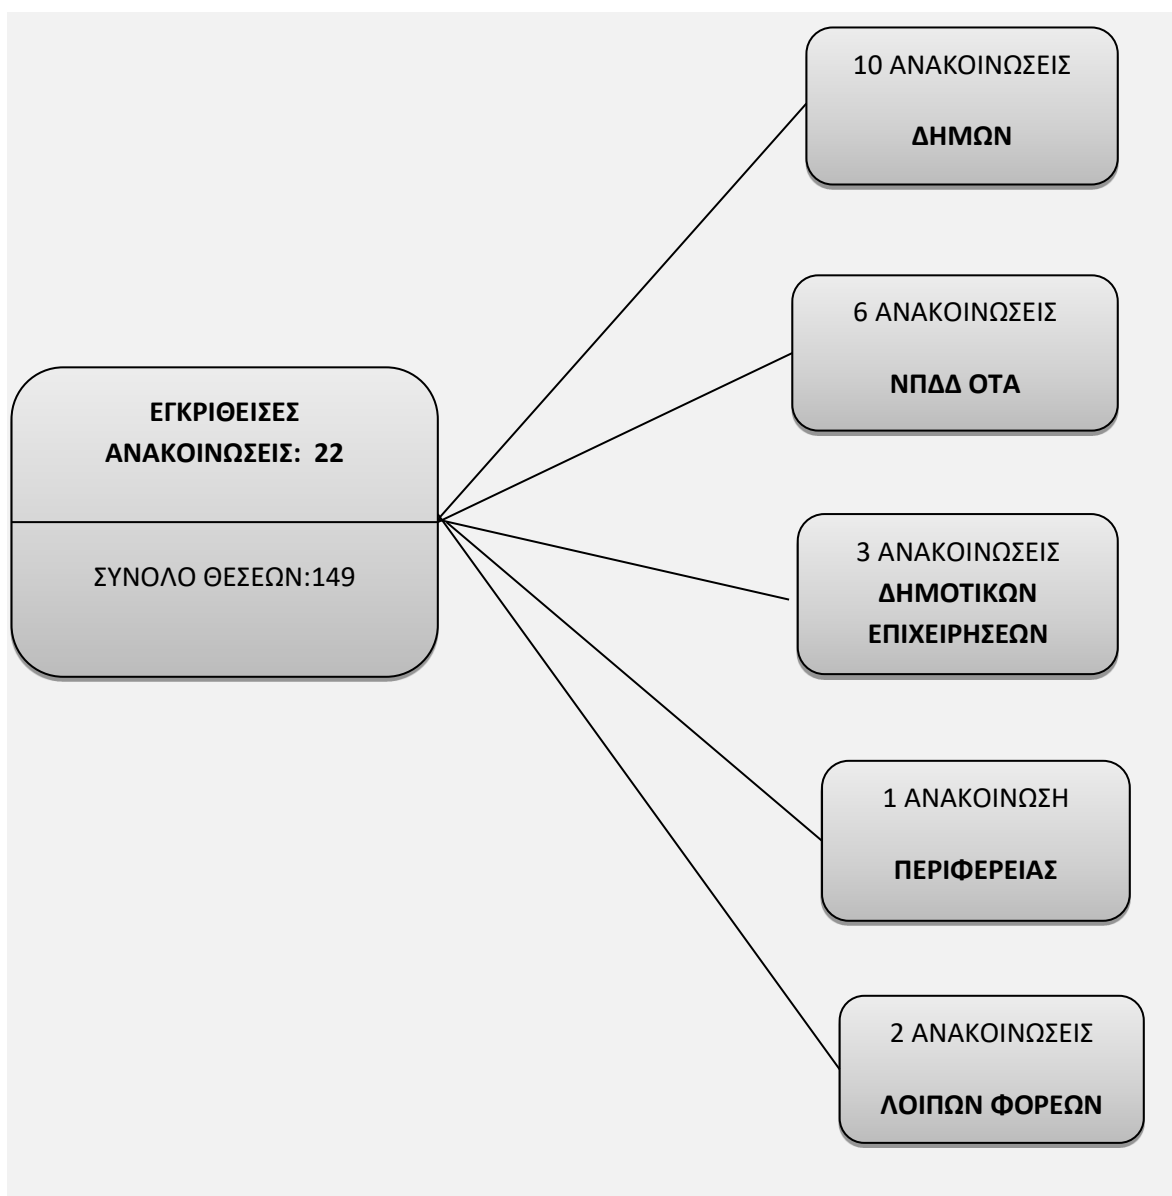 10 ΑΝΑΚΟΙΝΩΣΕΙΣ
ΔΗΜΩΝ
6 ΑΝΑΚΟΙΝΩΣΕΙΣ
ΝΠΔΔ ΟΤΑ
ΕΓΚΡΙΘΕΙΣΕΣ
ΑΝΑΚΟΙΝΩΣΕΙΣ: 22
ΣΥΝΟΛΟ ΘΕΣΕΩΝ:149
3 ΑΝΑΚΟΙΝΩΣΕΙΣ
ΔΗΜΟΤΙΚΩΝ
ΕΠΙΧΕΙΡΗΣΕΩΝ
1 ΑΝΑΚΟΙΝΩΣΗ
ΠΕΡΙΦΕΡΕΙΑΣ
2 ΑΝΑΚΟΙΝΩΣΕΙΣ
ΛΟΙΠΩΝ ΦΟΡΕΩΝ